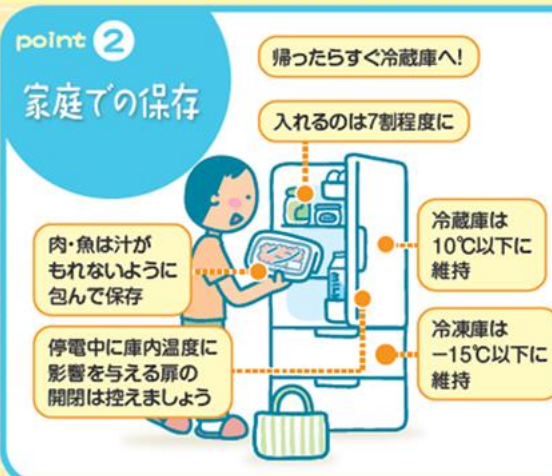 point 2
家庭での保存
帰ったらすぐ冷蔵庫へ!
入れるのは7割程度に
肉・魚は汁が
もれないように
包んで保存
冷蔵庫は
10℃以下に
維持
停電中に庫内温度に
影響を与える扉の
開閉は控えましょう
冷凍庫は
－15℃以下に
維持
MILK